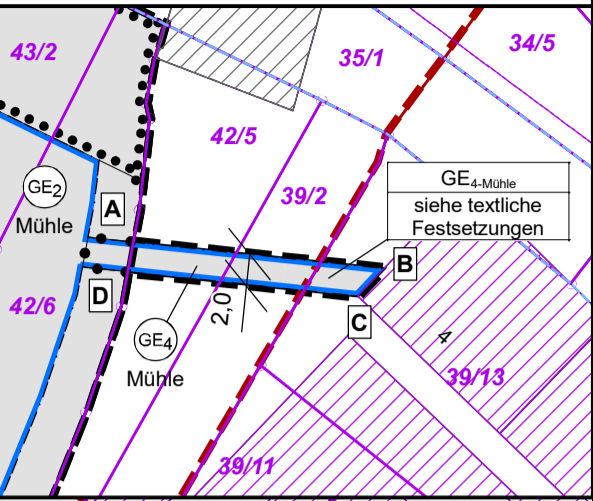 43/2
35/1
34/5
42/5
GE4-Mühle
siehe textliche
Festsetzungen
GE2
Mühle
39/2
A
B
D
C
42/6
2,0
GE4
Mühle
4
39/13
39/11